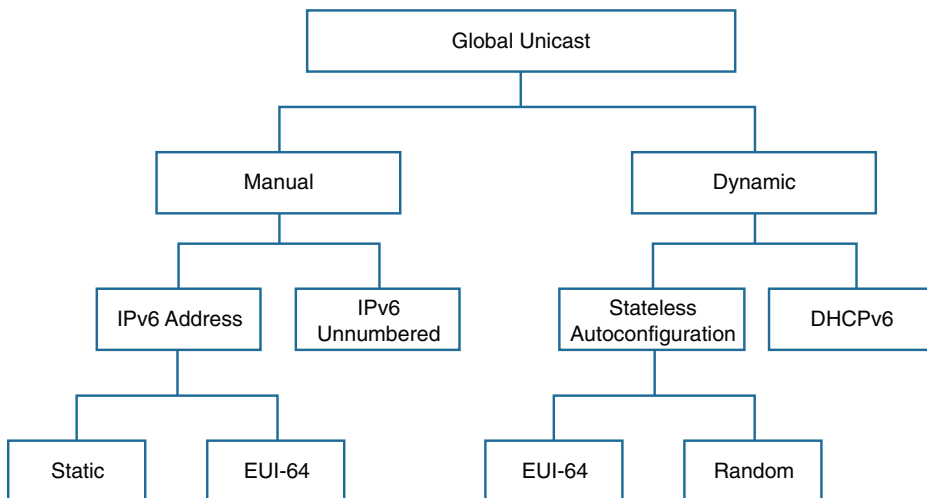 Global Unicast
Manual
Dynamic
IPv6 Address
IPv6
Unnumbered
Stateless
Autoconfiguration
DHCPv6
Static
EUI-64
EUI-64
Random